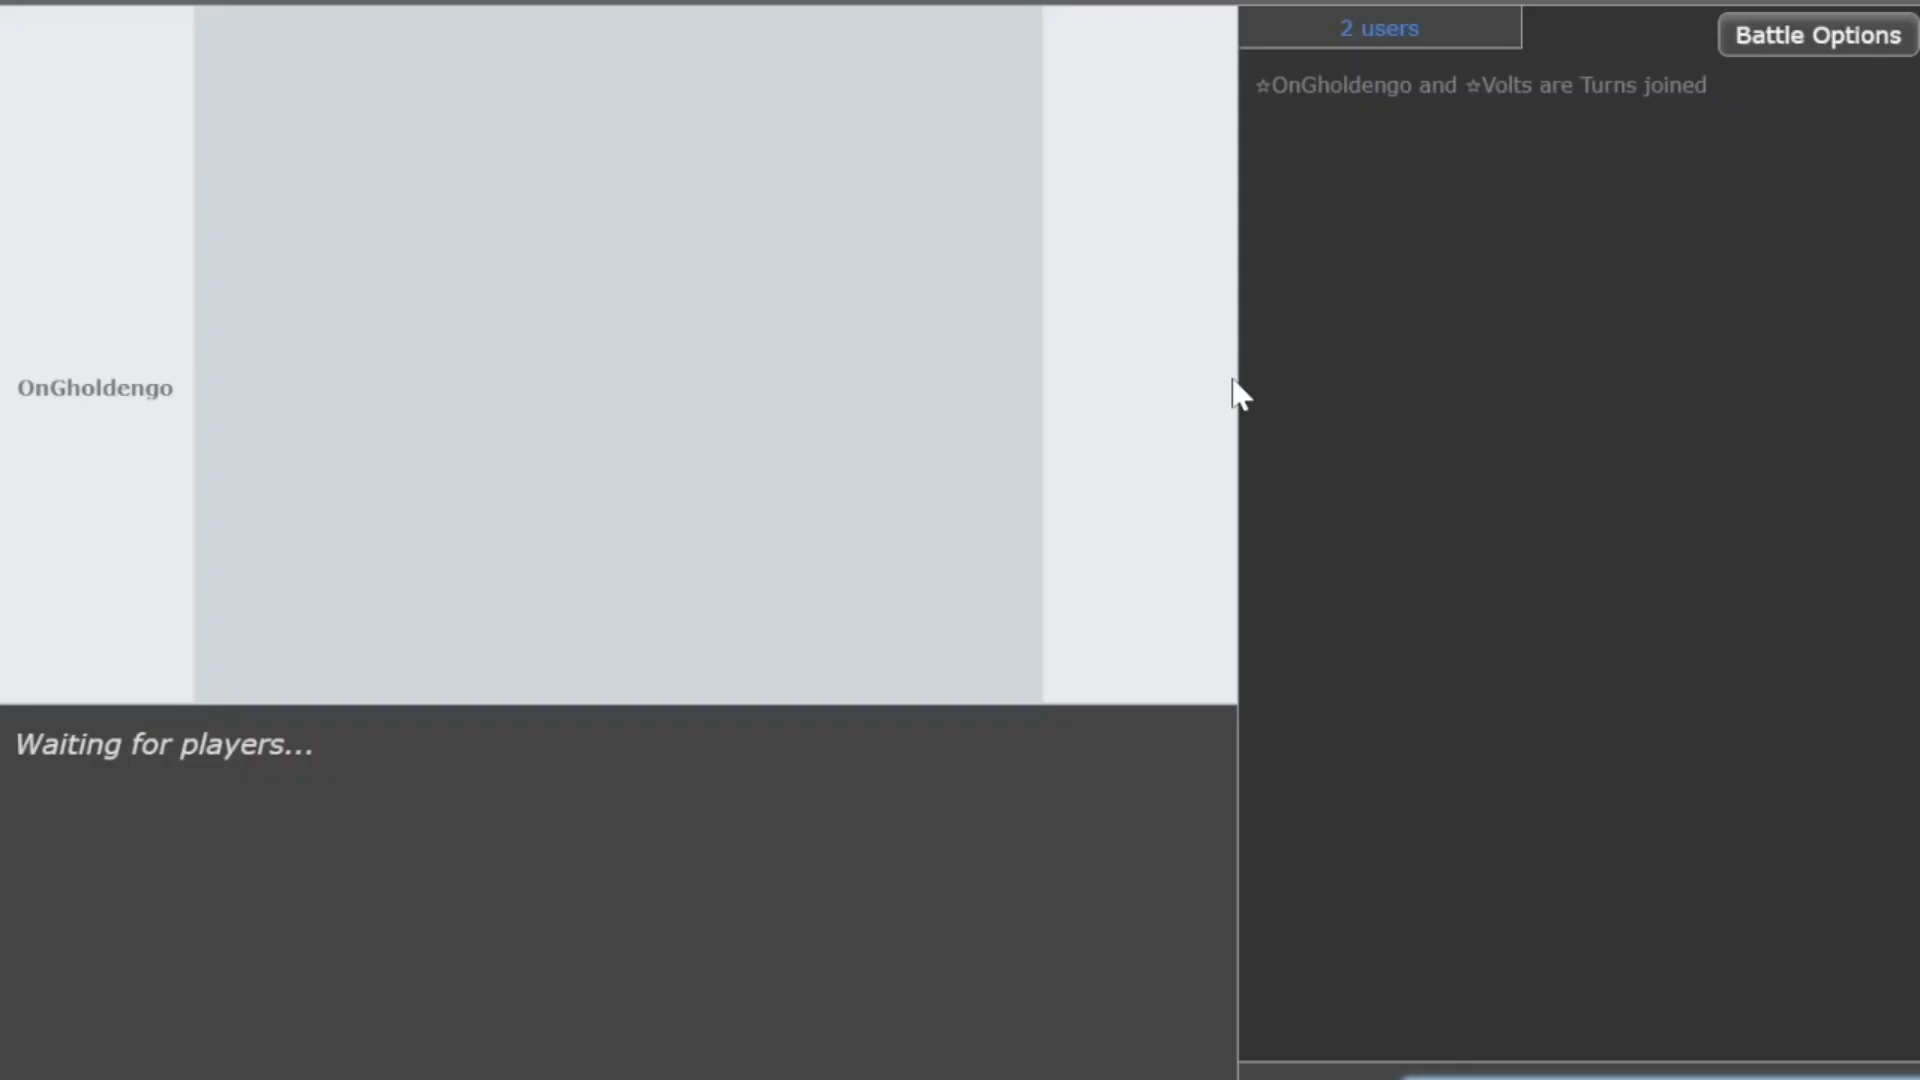 2 users
Battle Options
☆OnGholdengo and ☆Volts are Turns joined
OnGholdengo
Waiting for players...